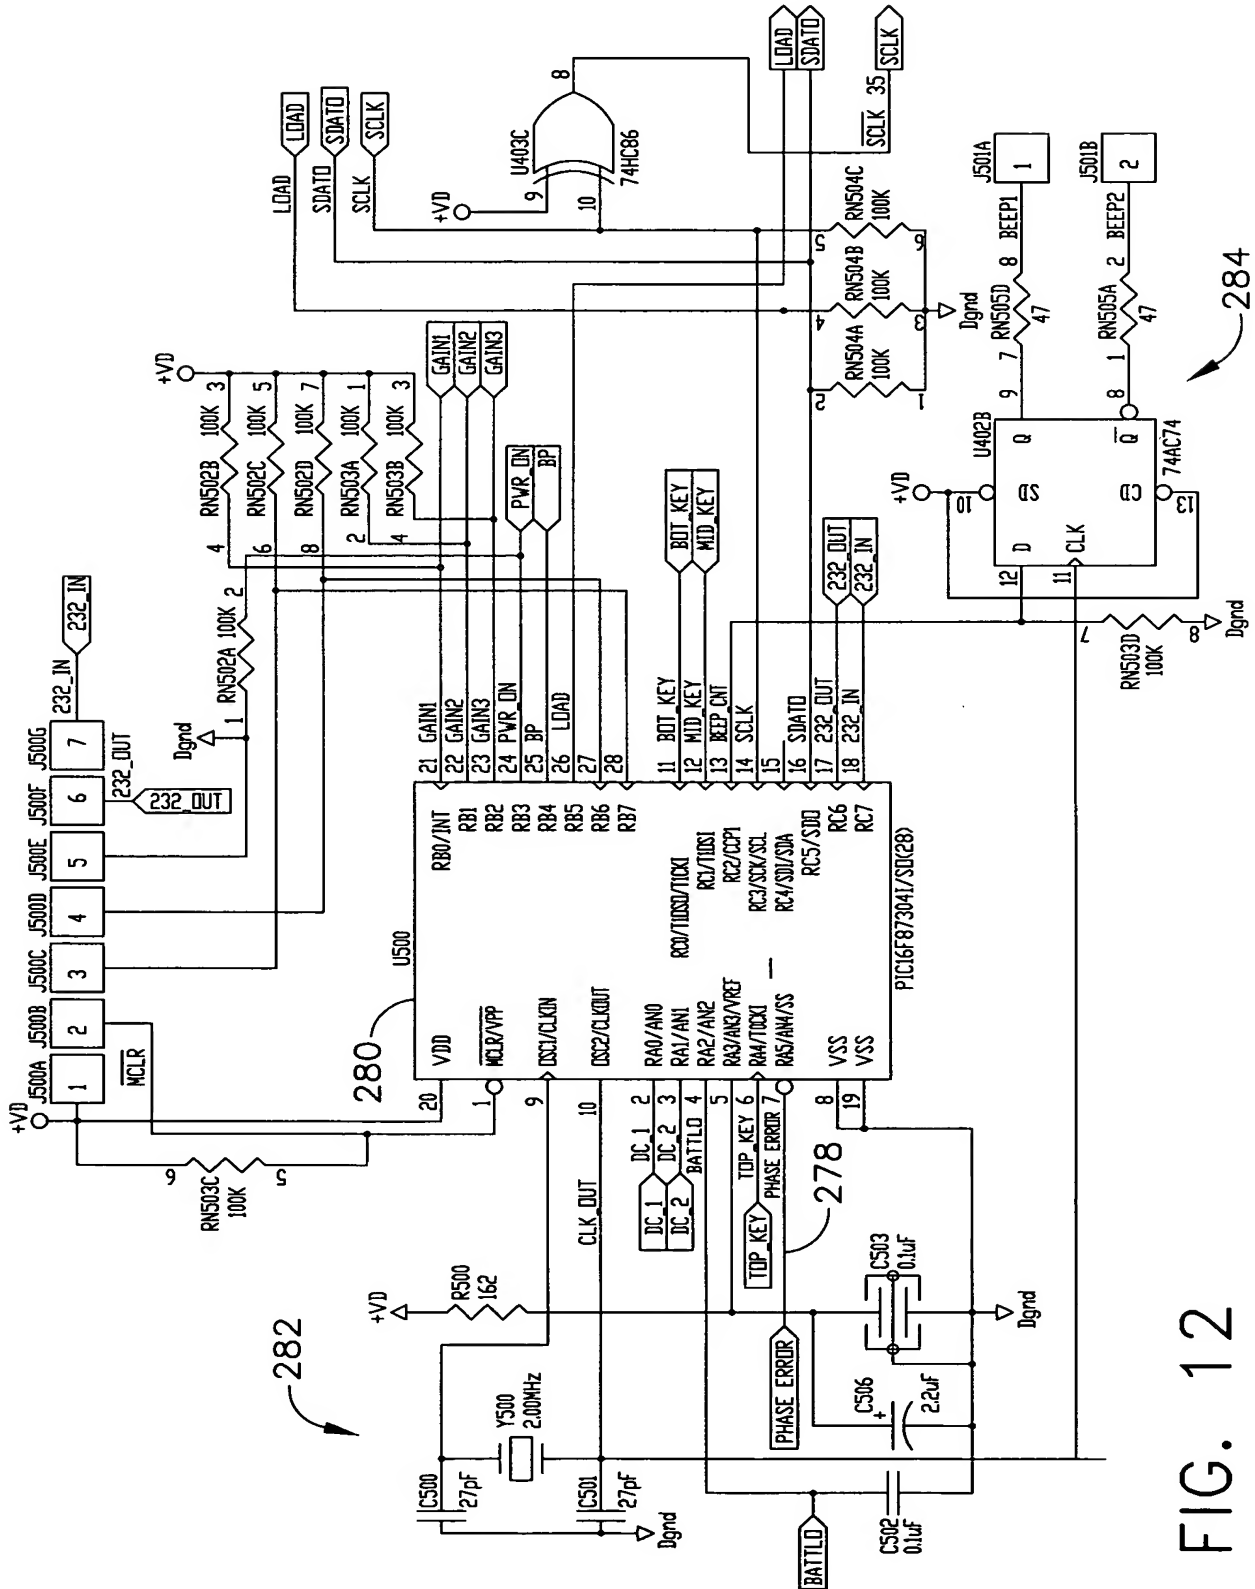 +VD
J500A
1
J500B
2
J500C
3
J500D
4
J500E
5
J500F
6
J500G
7
MCLR
232_OUT
232_OUT
232_IN
232_IN
RN503C
100K
6
5
Dgnd
1
RN502A
100K
2
+VD
RN502B
100K
4
3
RN502C
100K
6
5
RN502D
100K
8
7
RN503A
100K
2
1
RN503B
100K
4
3
GAIN1
GAIN2
GAIN3
PWR_ON
BP
LOAD
LOAD
SDATO
SDATO
SCLK
SCLK
+VD
9
10
8
U403C
74HC86
LOAD
SDATO
SCLK
35
SCLK
282
+VD
R500
162
C500
27pF
Y500
2.00MHz
C501
27pF
Dgnd
CLK_OUT
280
U500
VDD
MCLR/VPP
OSC1/CLKIN
OSC2/CLKOUT
RA0/AN0
RA1/AN1
RA2/AN2
RA3/AN3/VREF
RA4/TOCKI
RA5/AN4/SS
VSS
VSS
20
1
9
10
2
3
4
5
6
7
8
19
RB0/INT
RB1
RB2
RB3
RB4
RB5
RB6
RB7
RC0/T1OSO/T1CKI
RC1/T1OSI
RC2/CCP1
RC3/SCK/SCL
RC4/SDI/SDA
RC5/SDO
RC6
RC7
PIC16F87304I/SO(28)
21
GAIN1
22
GAIN2
23
GAIN3
24
PWR_ON
25
BP
26
LOAD
27
28
11
BOT_KEY
12
MID_KEY
13
BEEP_CNT
14
SCLK
15
16
SDATO
17
232_OUT
18
232_IN
BOT_KEY
MID_KEY
232_OUT
232_IN
DC_1
DC_1
DC_2
DC_2
BATTLO
TOP_KEY
TOP_KEY
PHASE ERROR
PHASE ERROR
278
BATTLO
C502
0.1uF
C506
+
2.2uF
C503
0.1uF
Dgnd
RN504A
100K
2
1
RN504B
100K
4
3
RN504C
100K
5
6
Dgnd
+VD
10
U402B
SD
D
Q
CLK
CD
Q
74AC74
12
11
13
9
8
7
RN503D
100K
8
Dgnd
7
RN505D
47
8
BEEP1
J501A
1
1
RN505A
47
2
BEEP2
J501B
2
284
FIG. 12